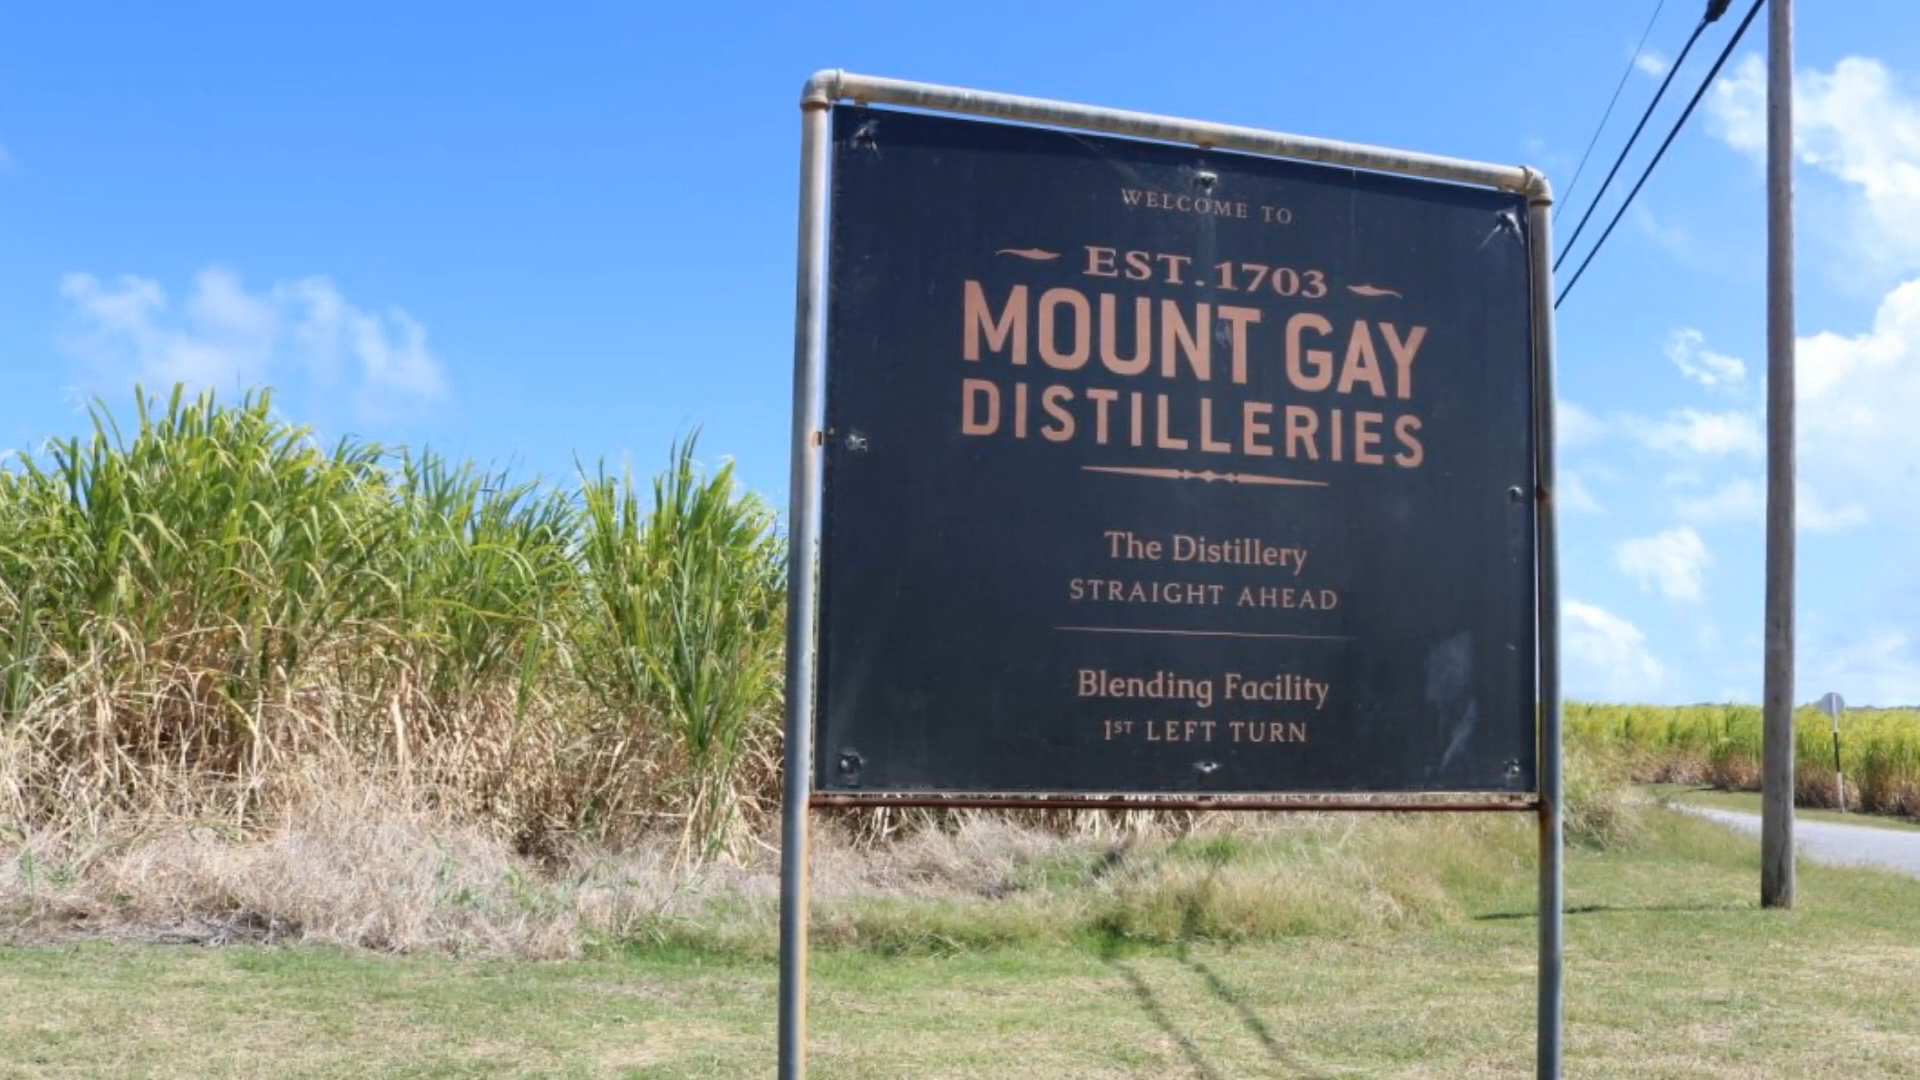 WELCOME TO
EST. 1703
MOUNT GAY
DISTILLERIES
The Distillery
STRAIGHT AHEAD
Blending Facility
1ST LEFT TURN